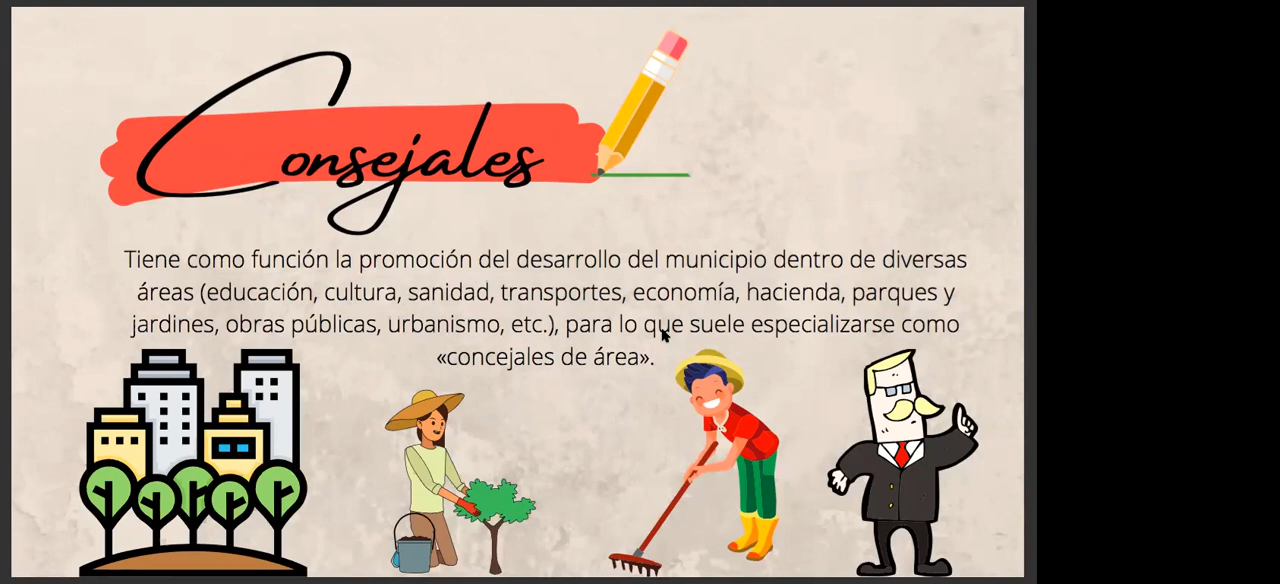 Consejales
Tiene como función la promoción del desarrollo del municipio dentro de diversas
áreas (educación, cultura, sanidad, transportes, economía, hacienda, parques y
jardines, obras públicas, urbanismo, etc.), para lo que suele especializarse como
«concejales de área».